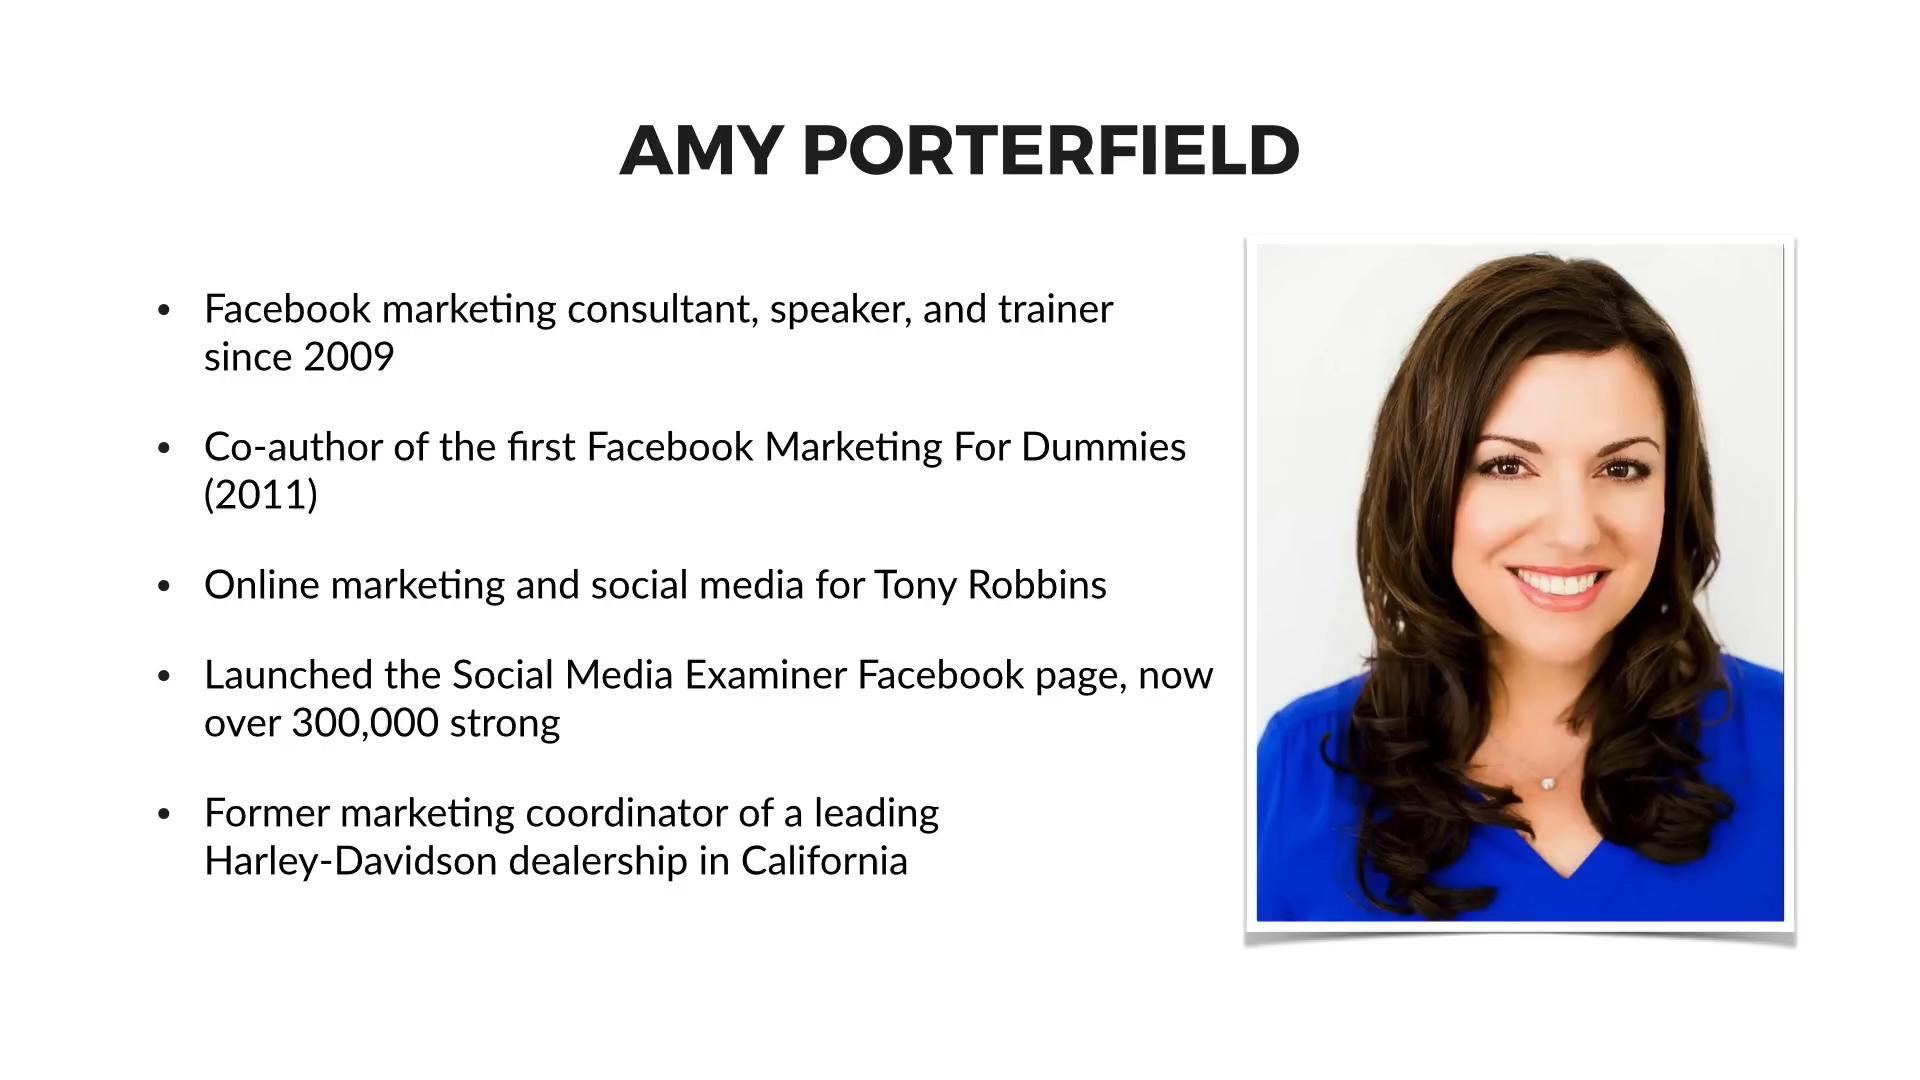 AMY PORTERFIELD
• Facebook marketing consultant, speaker, and trainer
since 2009
• Co-author of the first Facebook Marketing For Dummies
(2011)
• Online marketing and social media for Tony Robbins
• Launched the Social Media Examiner Facebook page, now
over 300,000 strong
• Former marketing coordinator of a leading
Harley-Davidson dealership in California